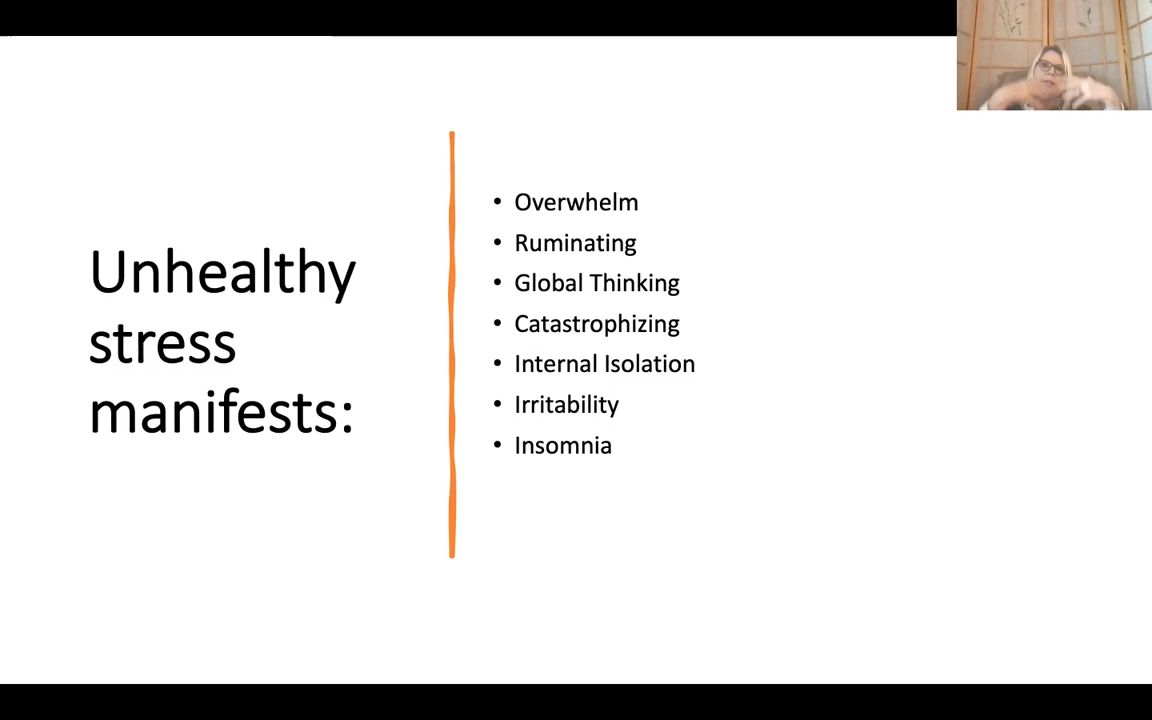 Unhealthy
stress
manifests:
• Overwhelm
• Ruminating
• Global Thinking
• Catastrophizing
• Internal Isolation
• Irritability
• Insomnia